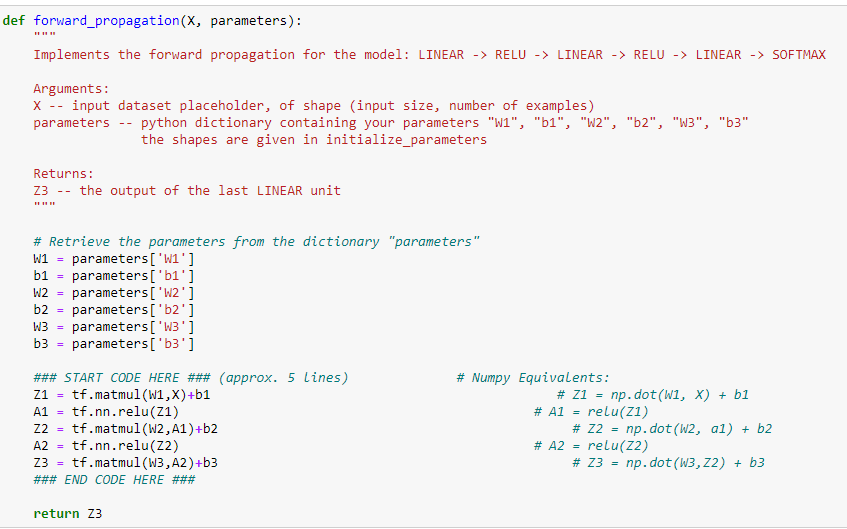 def forward_propagation(X, parameters):
    """
    Implements the forward propagation for the model: LINEAR -> RELU -> LINEAR -> RELU -> LINEAR -> SOFTMAX

    Arguments:
    X -- input dataset placeholder, of shape (input size, number of examples)
    parameters -- python dictionary containing your parameters "W1", "b1", "W2", "b2", "W3", "b3"
                  the shapes are given in initialize_parameters

    Returns:
    Z3 -- the output of the last LINEAR unit
    """

    # Retrieve the parameters from the dictionary "parameters"
    W1 = parameters['W1']
    b1 = parameters['b1']
    W2 = parameters['W2']
    b2 = parameters['b2']
    W3 = parameters['W3']
    b3 = parameters['b3']

    ### START CODE HERE ### (approx. 5 lines)              # Numpy Equivalents:
    Z1 = tf.matmul(W1,X)+b1                                             # Z1 = np.dot(W1, X) + b1
    A1 = tf.nn.relu(Z1)                                              # A1 = relu(Z1)
    Z2 = tf.matmul(W2,A1)+b2                                              # Z2 = np.dot(W2, a1) + b2
    A2 = tf.nn.relu(Z2)                                              # A2 = relu(Z2)
    Z3 = tf.matmul(W3,A2)+b3                                              # Z3 = np.dot(W3,Z2) + b3
    ### END CODE HERE ###

    return Z3